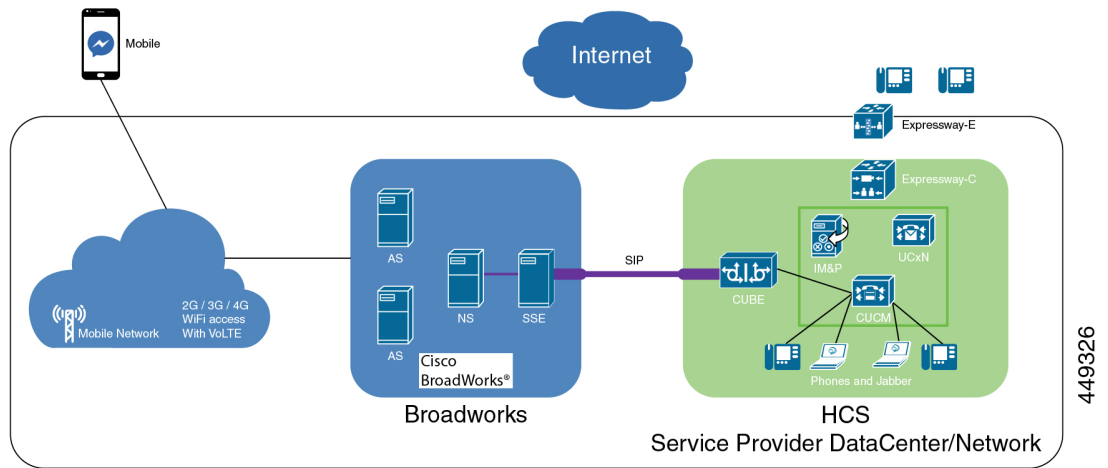 Mobile
Internet
Expressway-E
Expressway-C
AS
IM&P
UCxN
SIP
2G / 3G / 4G
WiFi access
With VoLTE
Mobile Network
NS
SSE
CUBE
CUCM
AS
Cisco
BroadWorks®
Phones and Jabber
Broadworks
HCS
Service Provider DataCenter/Network
449326